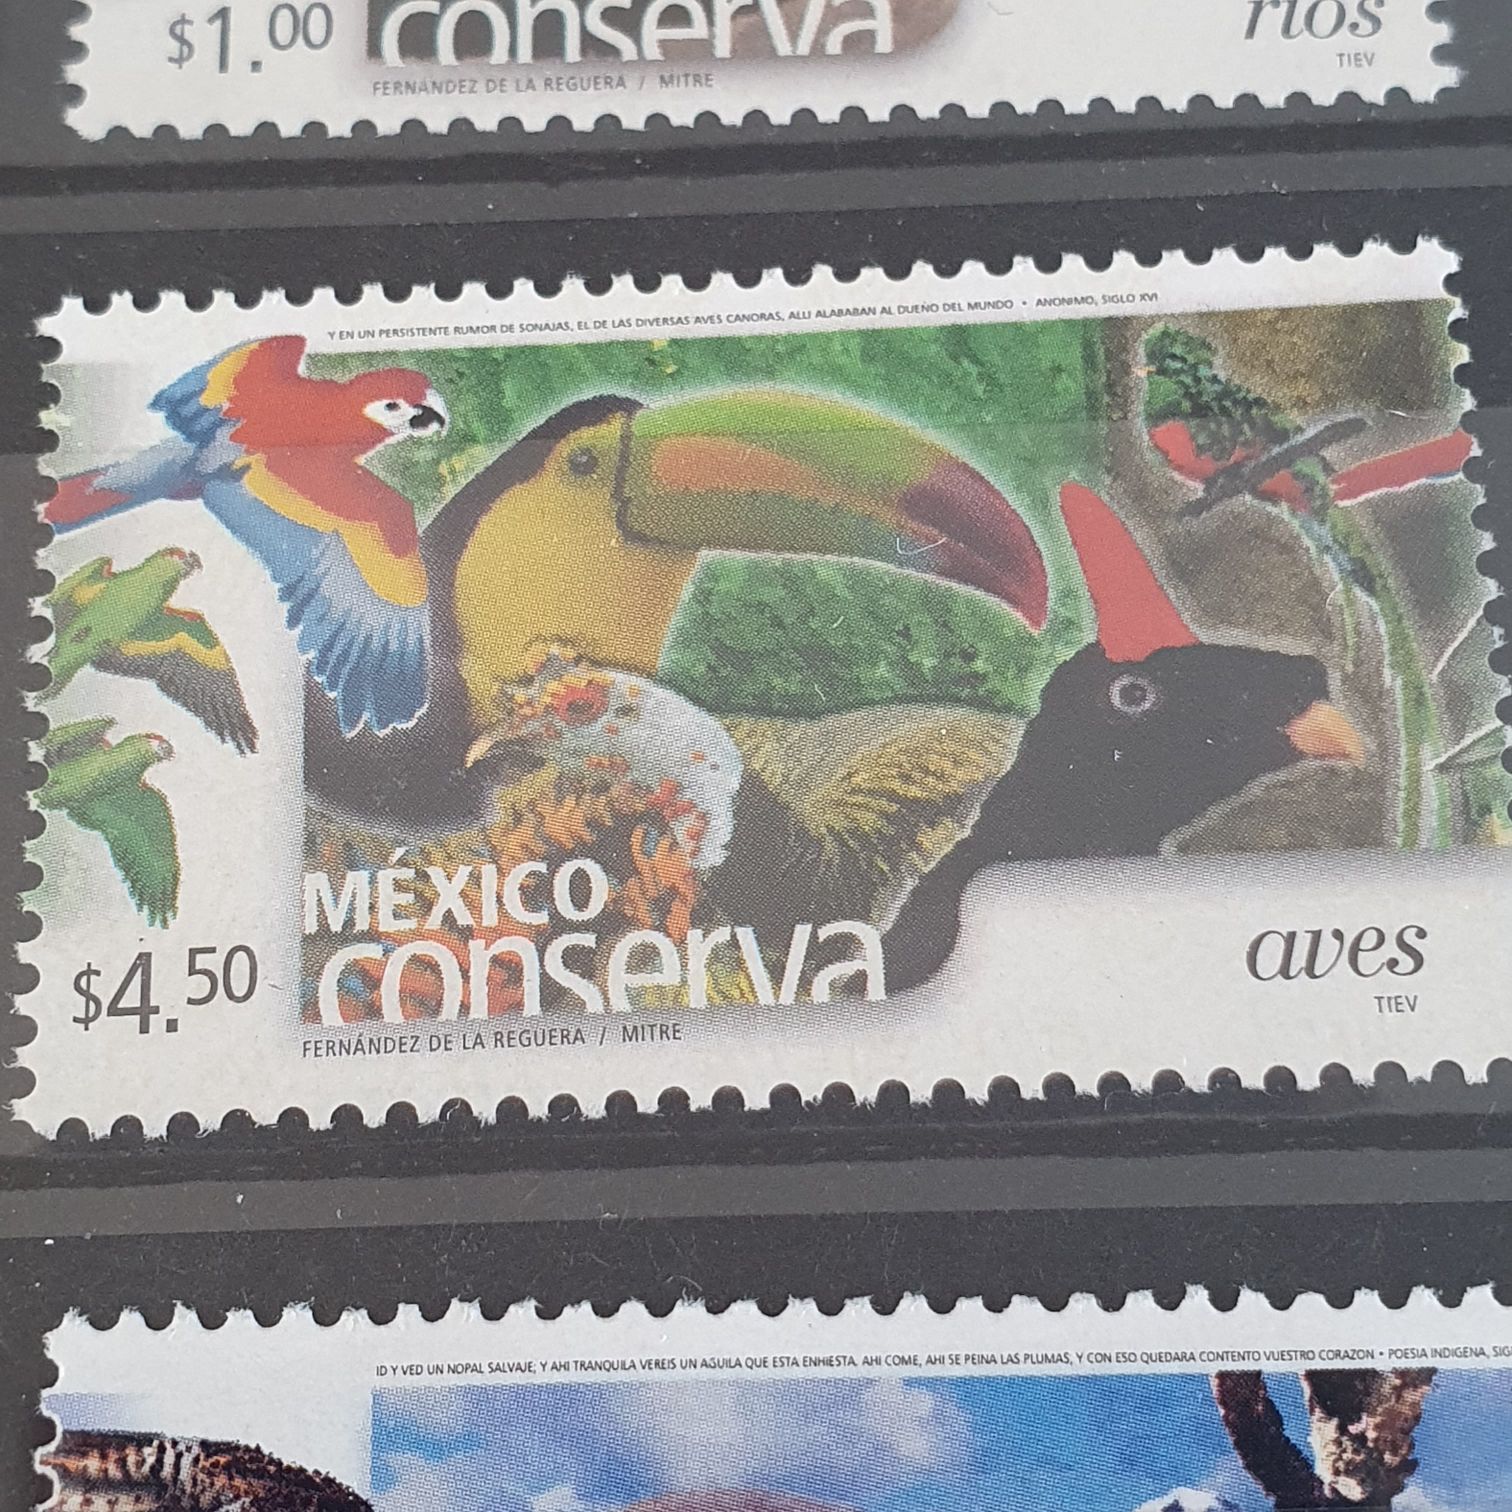 $1.00
conserva
ríos
TIEV
FERNÁNDEZ DE LA REGUERA / MITRE
Y EN UN PERSISTENTE RUMOR DE SONAJAS, EL DE LAS DIVERSAS AVES CANORAS, ALLI ALABABAN AL DUEÑO DEL MUNDO • ANONIMO, SIGLO XVI
MÉXICO
conserva
$4.50
aves
TIEV
FERNÁNDEZ DE LA REGUERA / MITRE
ID Y VED UN NOPAL SALVAJE; Y AHI TRANQUILA VEREIS UN AGUILA QUE ESTA ENHIESTA. AHI COME, AHI SE PEINA LAS PLUMAS, Y CON ESO QUEDARA CONTENTO VUESTRO CORAZON • POESIA INDIGENA, SIG